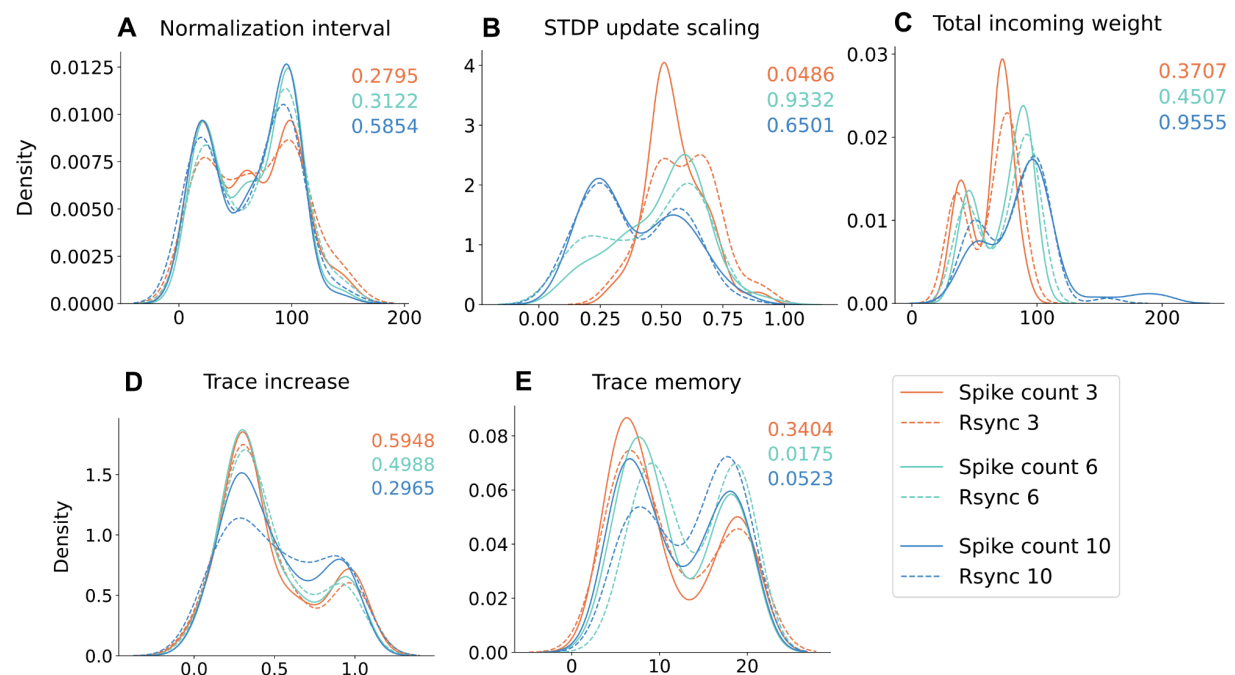 A Normalization interval
B STDP update scaling
C Total incoming weight
Density
0.0125
0.0100
0.0075
0.0050
0.0025
0.0000
0 100 200
0.2795
0.3122
0.5854
4
3
2
1
0
0.00 0.25 0.50 0.75 1.00
0.0486
0.9332
0.6501
0.03
0.02
0.01
0.00
0 100 200
0.3707
0.4507
0.9555
D Trace increase
E Trace memory
Density
1.5
1.0
0.5
0.0
0.0 0.5 1.0
0.5948
0.4988
0.2965
0.08
0.06
0.04
0.02
0.00
0 10 20
0.3404
0.0175
0.0523
Spike count 3
Rsync 3
Spike count 6
Rsync 6
Spike count 10
Rsync 10